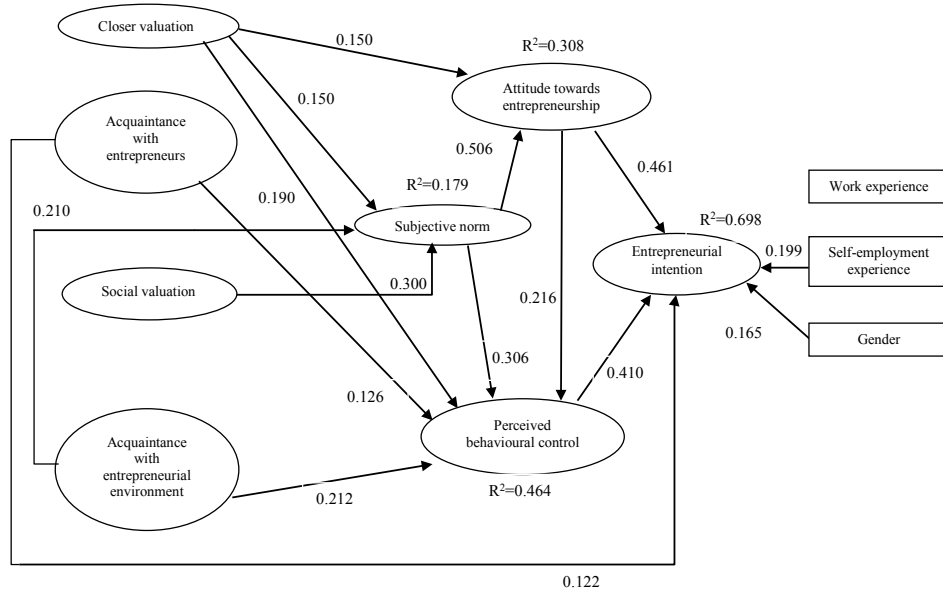 Closer valuation
0.150
R²=0.308
Attitude towards
entrepreneurship
0.150
Acquaintance
with
entrepreneurs
0.506
0.461
R²=0.179
Work experience
0.190
0.210
Subjective norm
R²=0.698
Entrepreneurial
intention
0.199
Self-employment
experience
Social valuation
0.300
0.216
0.165
Gender
0.306
0.410
0.126
Perceived
behavioural control
Acquaintance
with
entrepreneurial
environment
0.212
R²=0.464
0.122